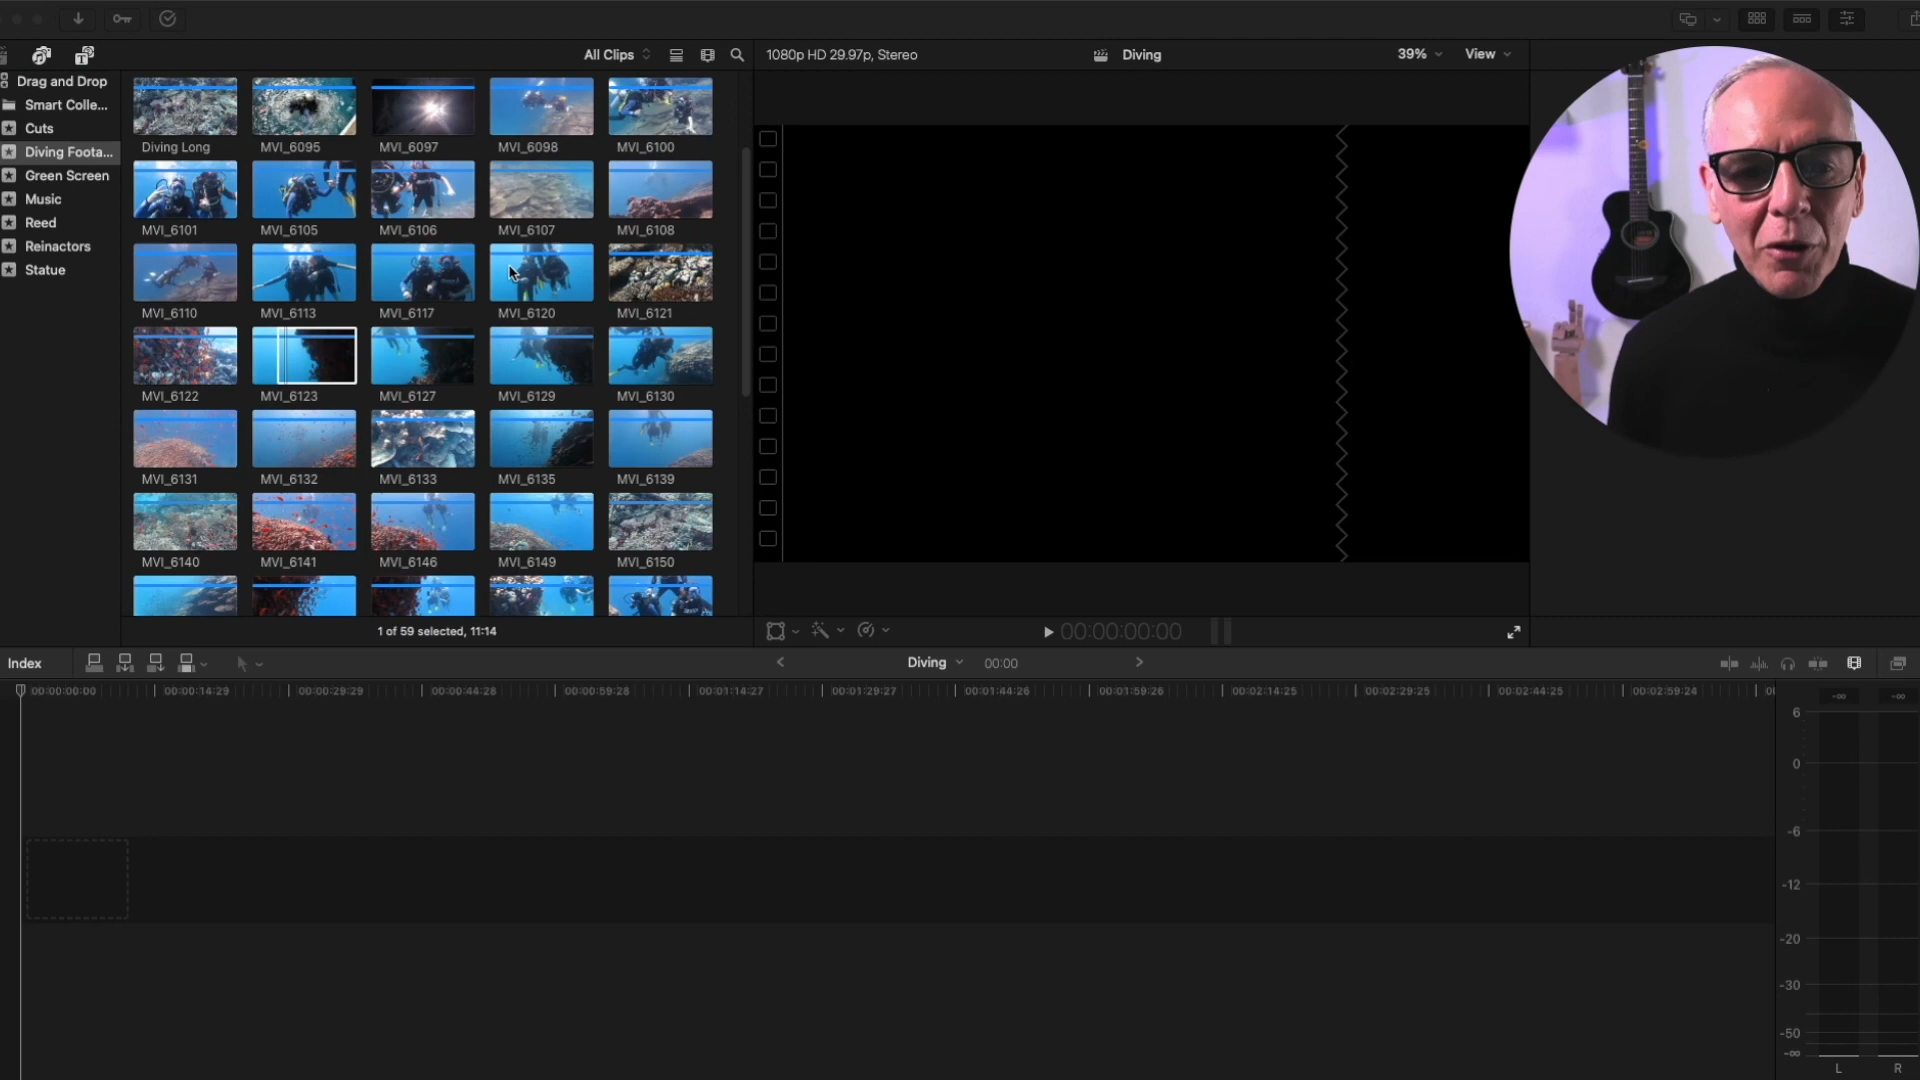 All Clips
1080p HD 29.97p, Stereo
Diving
39%
View
Drag and Drop
Smart Colle...
Cuts
Diving Foota...
Green Screen
Music
Reed
Reinactors
Statue
Diving Long
MVI_6095
MVI_6097
MVI_6098
MVI_6100
MVI_6101
MVI_6105
MVI_6106
MVI_6107
MVI_6108
MVI_6110
MVI_6113
MVI_6117
MVI_6120
MVI_6121
MVI_6122
MVI_6123
MVI_6127
MVI_6129
MVI_6130
MVI_6131
MVI_6132
MVI_6133
MVI_6135
MVI_6139
MVI_6140
MVI_6141
MVI_6146
MVI_6149
MVI_6150
1 of 59 selected, 11:14
00:00:00:00
Index
Diving
00:00
00:00:00:00
00:00:14:29
00:00:29:29
00:00:44:28
00:00:59:28
00:01:14:27
00:01:29:27
00:01:44:26
00:01:59:26
00:02:14:25
00:02:29:25
00:02:44:25
00:02:59:24
-∞
-∞
6
0
-6
-12
-20
-30
-50
-∞
L
R